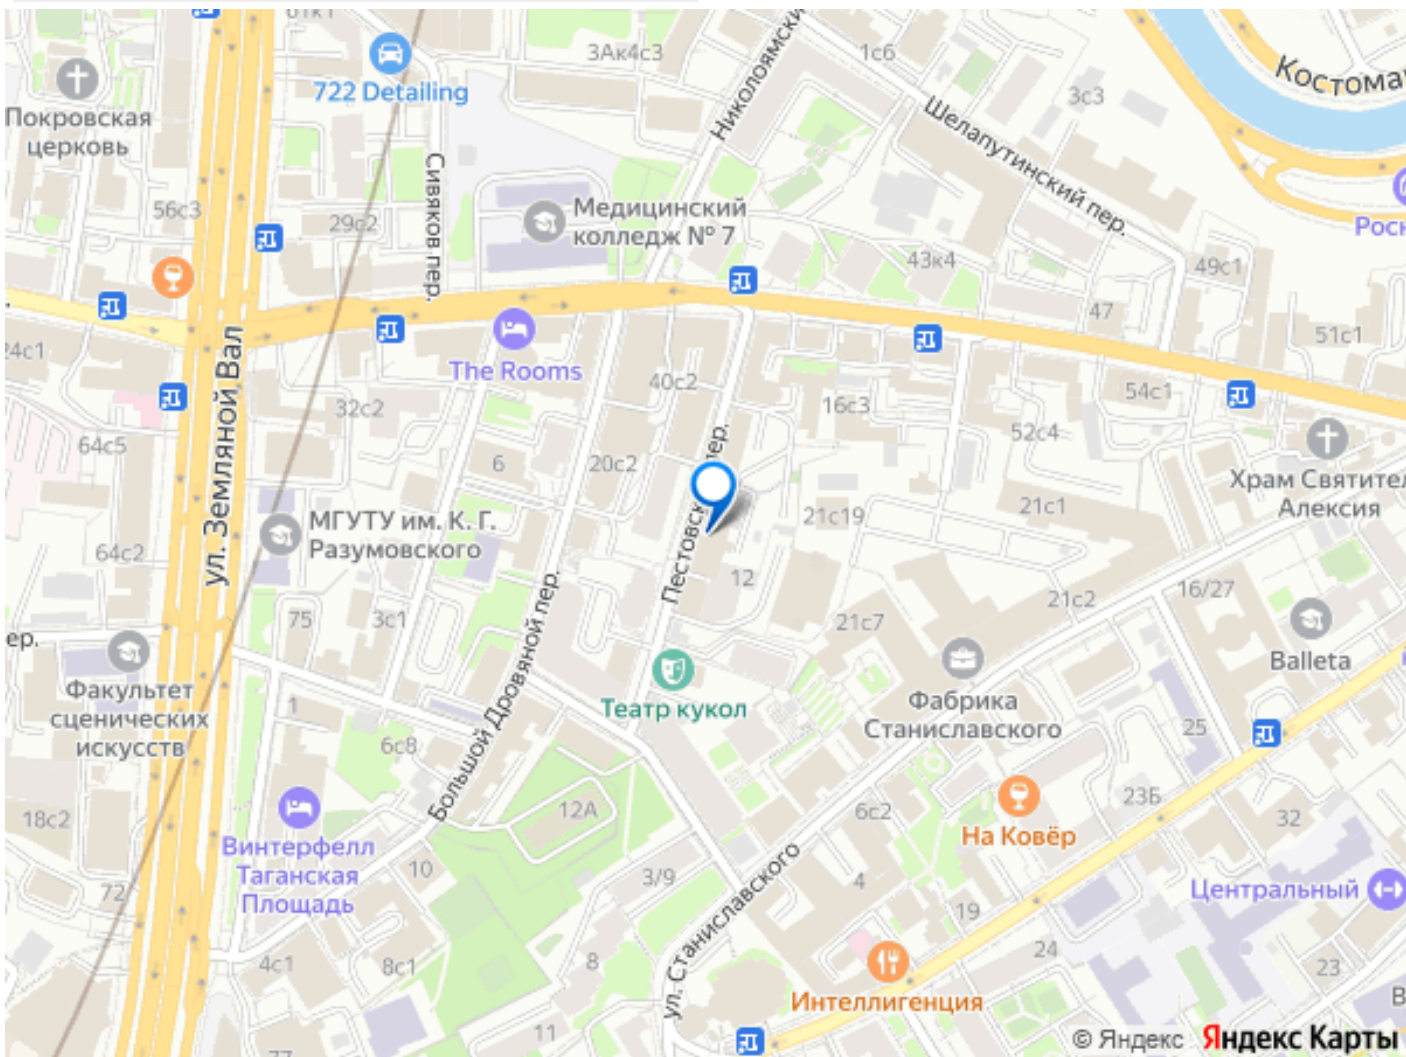 61к1
3Ак4с3
1с6
Николоямский
Костома
722 Detailing
3с3
Покровская
церковь
Шелапутинский пер.
Сивяков пер.
56с3
29с2
Медицинский
колледж № 7
Росн
43к4
49с1
47
51с1
24с1
The Rooms
40с2
16с3
54с1
32с2
ул. Земляной Вал
52с4
64с5
6
20с2
Храм Святител
Алексия
21с19
21с1
МГУТУ им. К. Г.
Разумовского
64с2
Пестовск
пер.
12
21с2
16/27
75
3с1
21с7
ер.
Большой Дровяной пер.
Balleta
Факультет
сценических
искусств
1
Театр кукол
Фабрика
Станиславского
25
6с8
12А
6с2
23Б
18с2
На Ковёр
32
Винтерфелл
Таганская
Площадь
10
3/9
4
72
Центральный
ул. Станиславского
19
24
4с1
8с1
8
23
Интеллигенция
В
11
77
© Яндекс Яндекс Карты